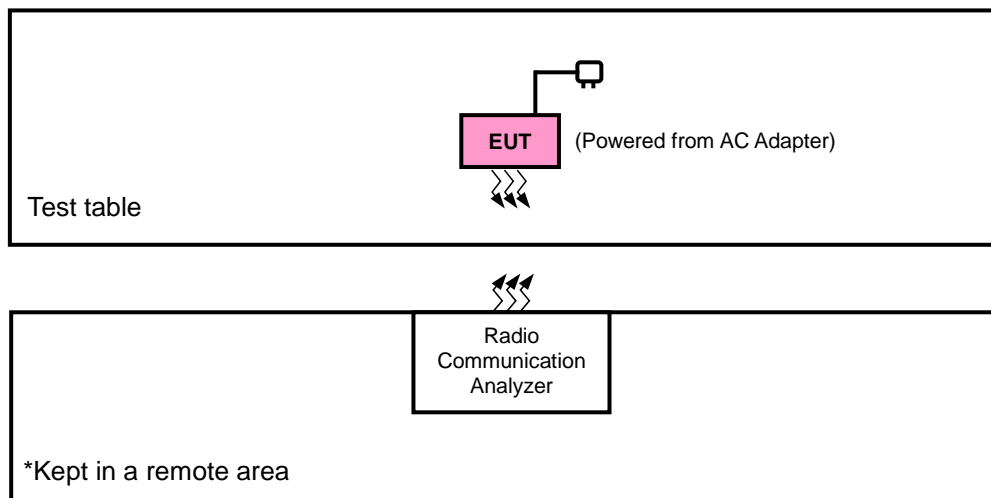 EUT
(Powered from AC Adapter)
Test table
Radio
Communication
Analyzer
*Kept in a remote area